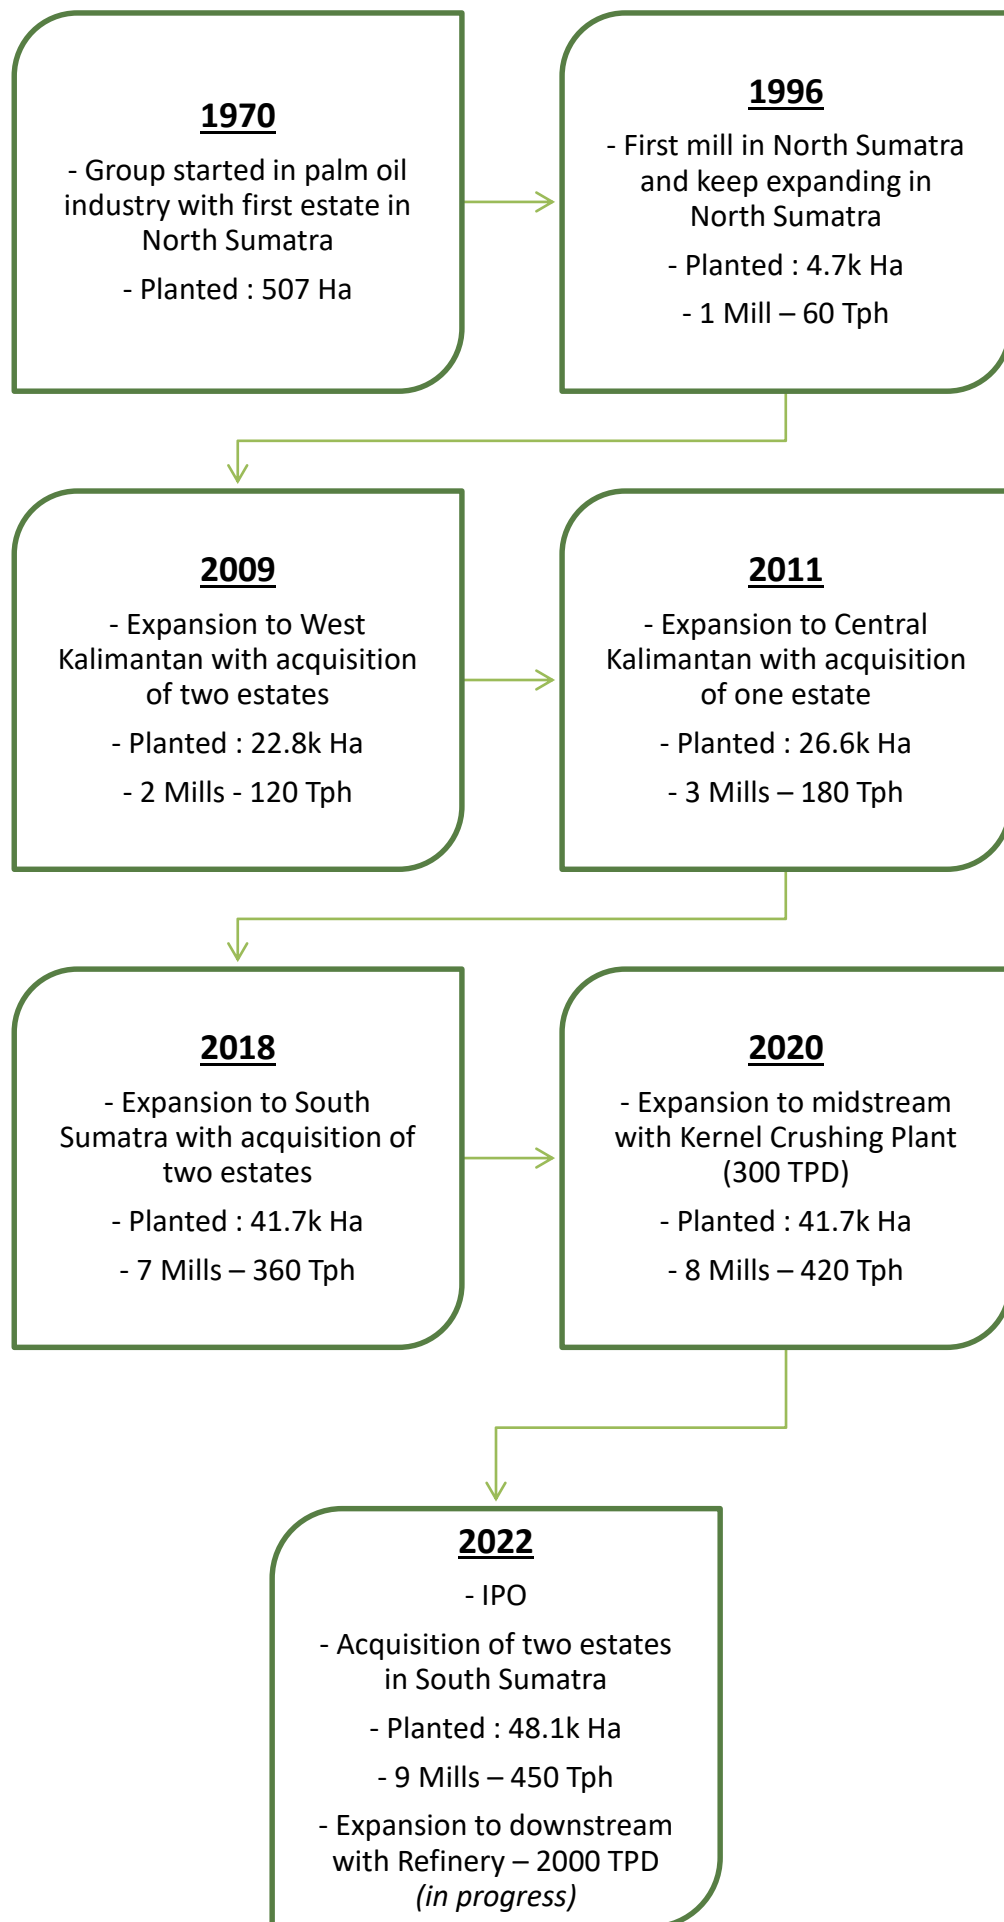 1970
- Group started in palm oil
industry with first estate in
North Sumatra
- Planted : 507 Ha
1996
- First mill in North Sumatra
and keep expanding in
North Sumatra
- Planted : 4.7k Ha
- 1 Mill – 60 Tph
2009
- Expansion to West
Kalimantan with acquisition
of two estates
- Planted : 22.8k Ha
- 2 Mills - 120 Tph
2011
- Expansion to Central
Kalimantan with acquisition
of one estate
- Planted : 26.6k Ha
- 3 Mills – 180 Tph
2018
- Expansion to South
Sumatra with acquisition of
two estates
- Planted : 41.7k Ha
- 7 Mills – 360 Tph
2020
- Expansion to midstream
with Kernel Crushing Plant
(300 TPD)
- Planted : 41.7k Ha
- 8 Mills – 420 Tph
2022
- IPO
- Acquisition of two estates
in South Sumatra
- Planted : 48.1k Ha
- 9 Mills – 450 Tph
- Expansion to downstream
with Refinery – 2000 TPD
(in progress)